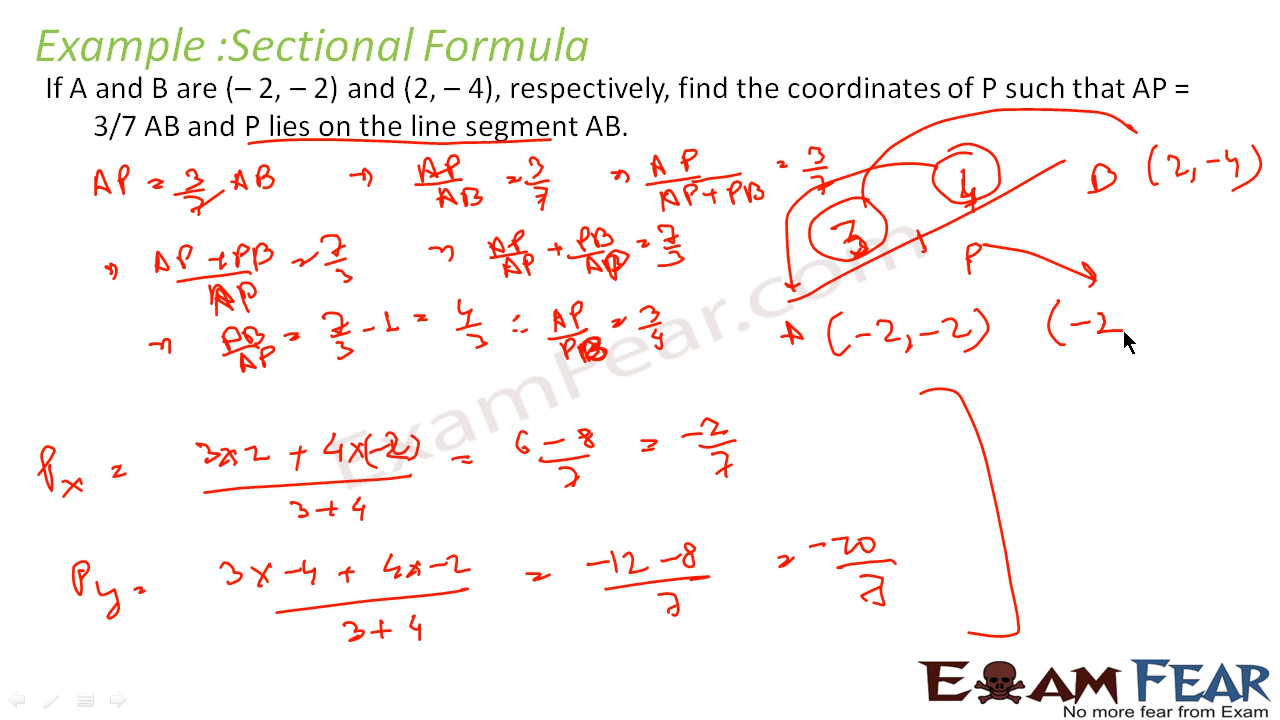 Example :Sectional Formula
If A and B are (– 2, – 2) and (2, – 4), respectively, find the coordinates of P such that AP =
3/7 AB and P lies on the line segment AB.
AP = 3/7 AB → AP/AB = 3/7 → AP/AP+PB = 3/7
→ AP+PB/AP = 7/3 → AP/AP + PB/AP = 7/3
→ PB/AP = 7/3 - 1 = 4/3 ∴ AP/PB = 3/4
4
B (2, -4)
3
P
A (-2, -2) (-2
Px = 3x2 + 4x(-2)/3+4 = 6-8/7 = -2/7
Py = 3x-4 + 4x-2/3+4 = -12-8/7 = -20/7
ExamFear.com
EXAM FEAR
No more fear from Exam